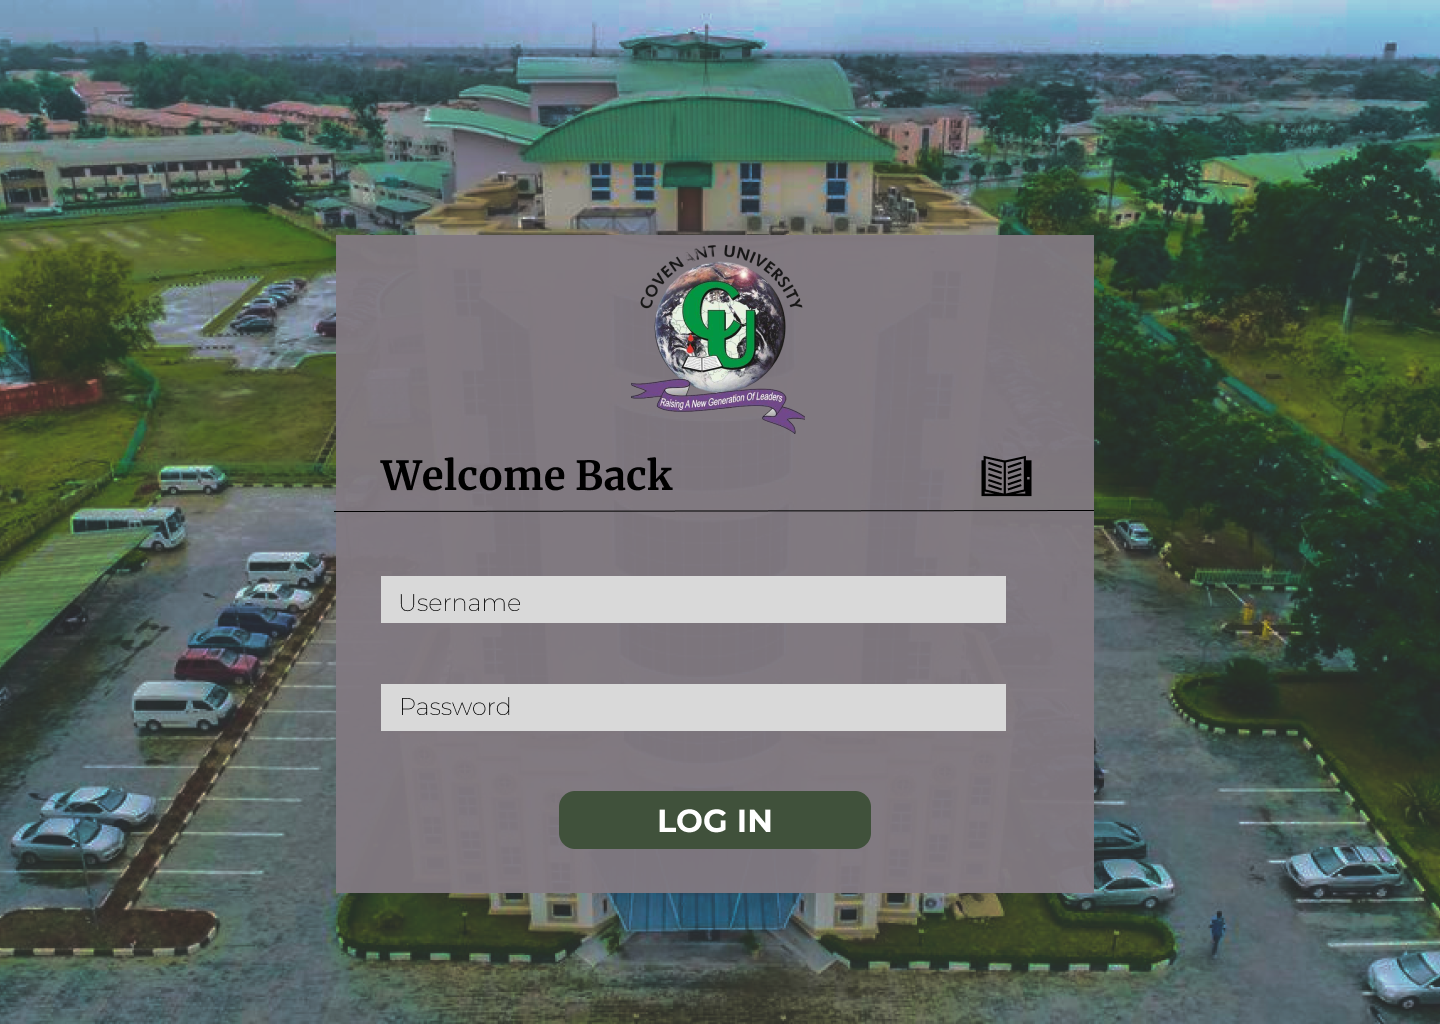 COVENANT UNIVERSITY
CU
Raising A New Generation Of Leaders
Welcome Back
Username
Password
LOG IN